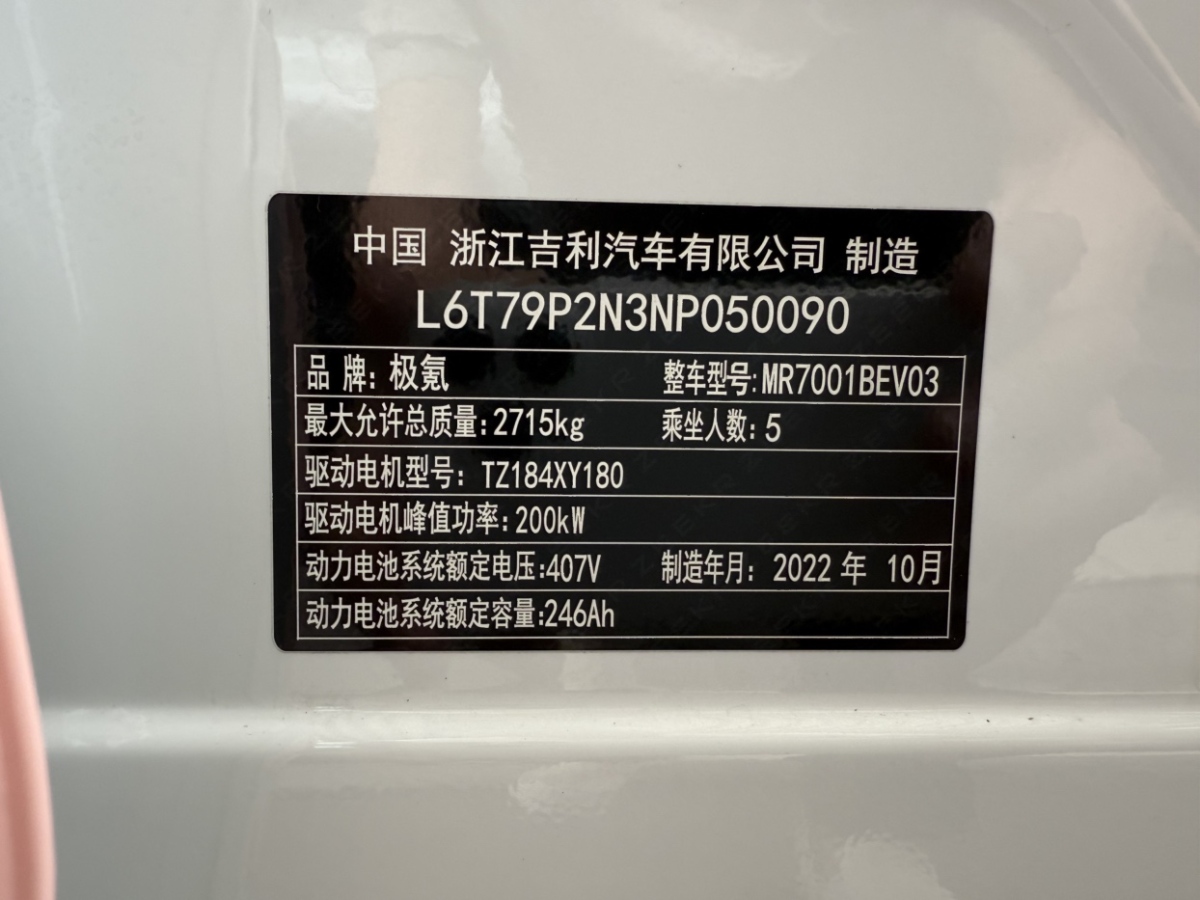 中国 浙江吉利汽车有限公司 制造
L6T79P2N3NP050090
品 牌: 极氪 整车型号: MR7001BEV03
最大允许总质量: 2715kg 乘坐人数: 5
驱动电机型号: TZ184XY180
驱动电机峰值功率: 200kW
动力电池系统额定电压: 407V 制造年月: 2022 年 10月
动力电池系统额定容量: 246Ah